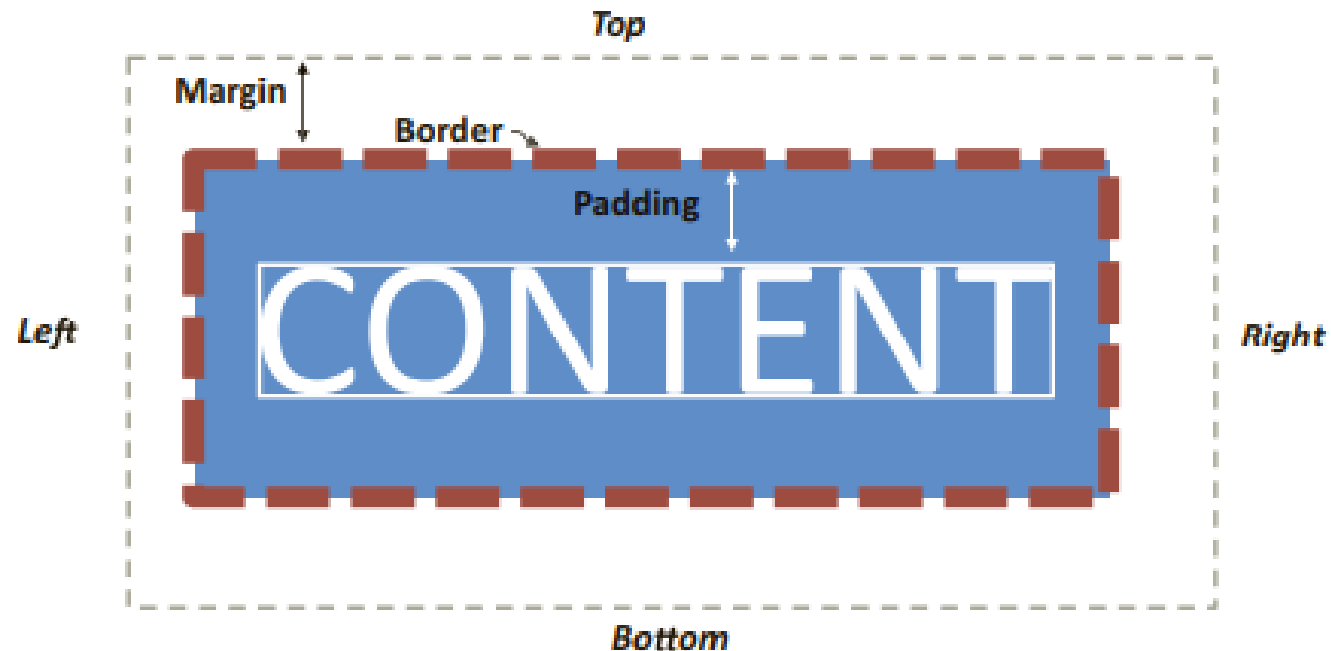 Top
Margin
Border
Padding
CONTENT
Left
Right
Bottom